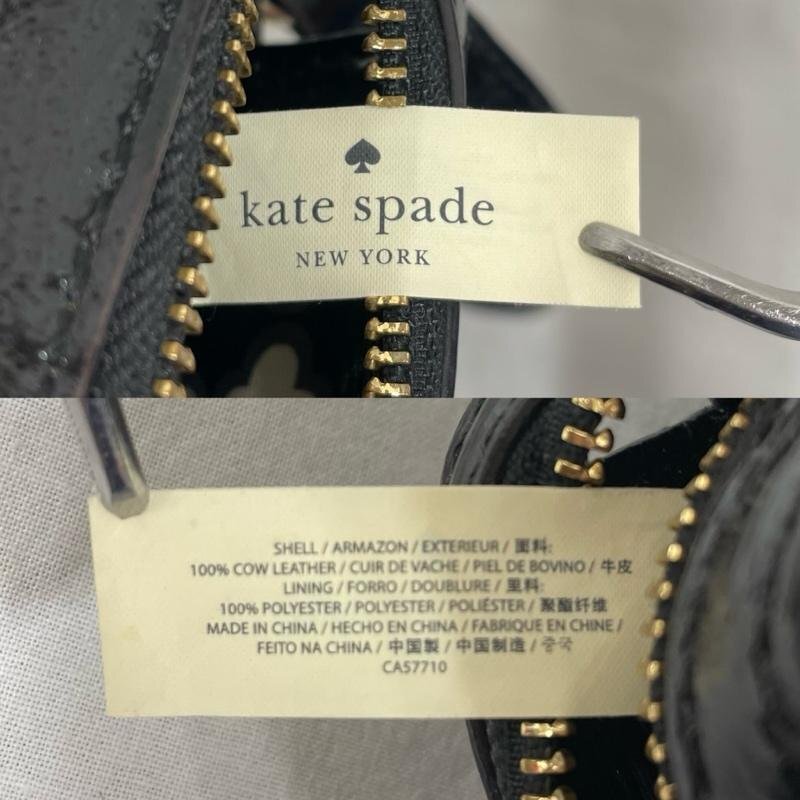 kate spade
NEW YORK
SHELL / ARMAZON / EXTERIEUR / 面料:
100% COW LEATHER / CUIR DE VACHE / PIEL DE BOVINO / 牛皮
LINING / FORRO / DOUBLURE / 里料:
100% POLYESTER / POLYESTER / POLIÉSTER / 聚酯纤维
MADE IN CHINA / HECHO EN CHINA / FABRIQUE EN CHINE /
FEITO NA CHINA / 中国製 / 中国制造 / 중국
CA57710